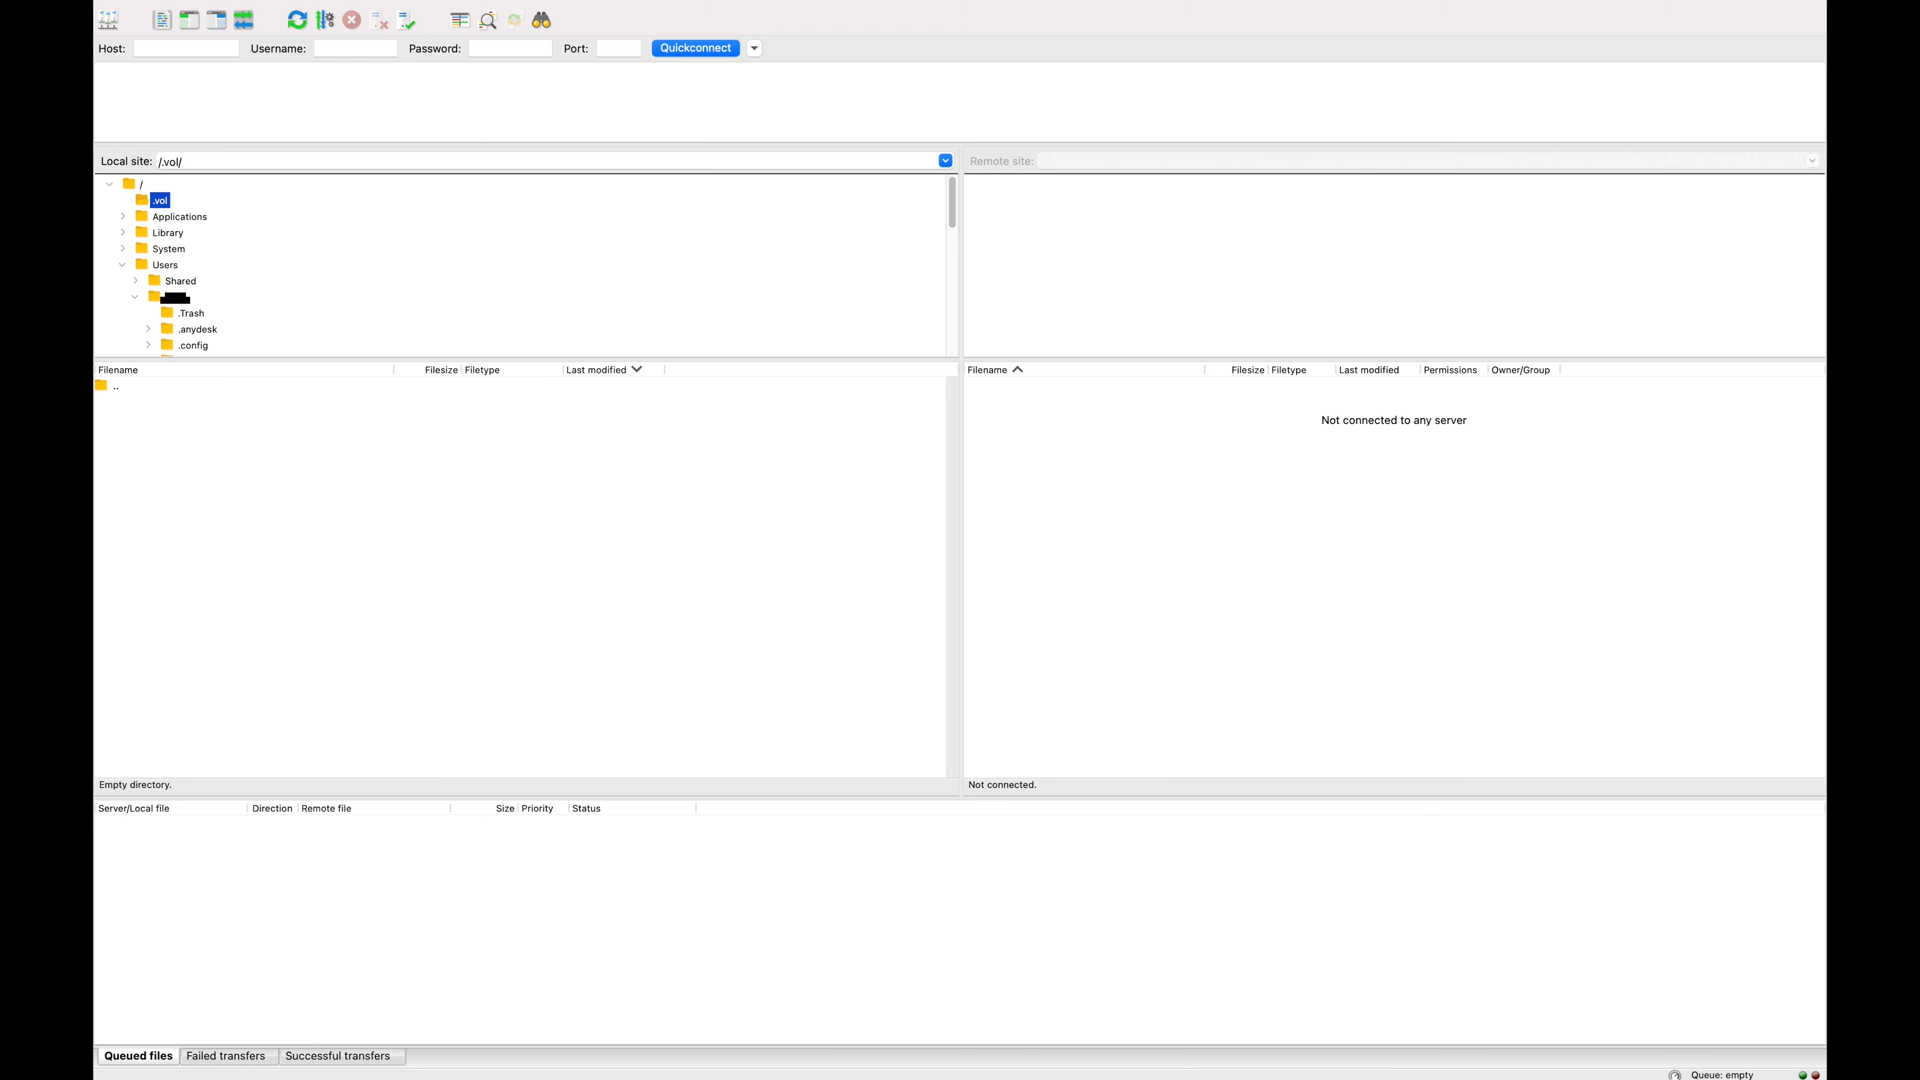 Host: Username: Password: Port: Quickconnect
Local site: /.vol/
Remote site:
/
.vol
Applications
Library
System
Users
Shared
.Trash
.anydesk
.config
Filename Filesize Filetype Last modified
..
Filename Filesize Filetype Last modified Permissions Owner/Group
Not connected to any server
Empty directory.
Not connected.
Server/Local file Direction Remote file Size Priority Status
Queued files Failed transfers Successful transfers
Queue: empty